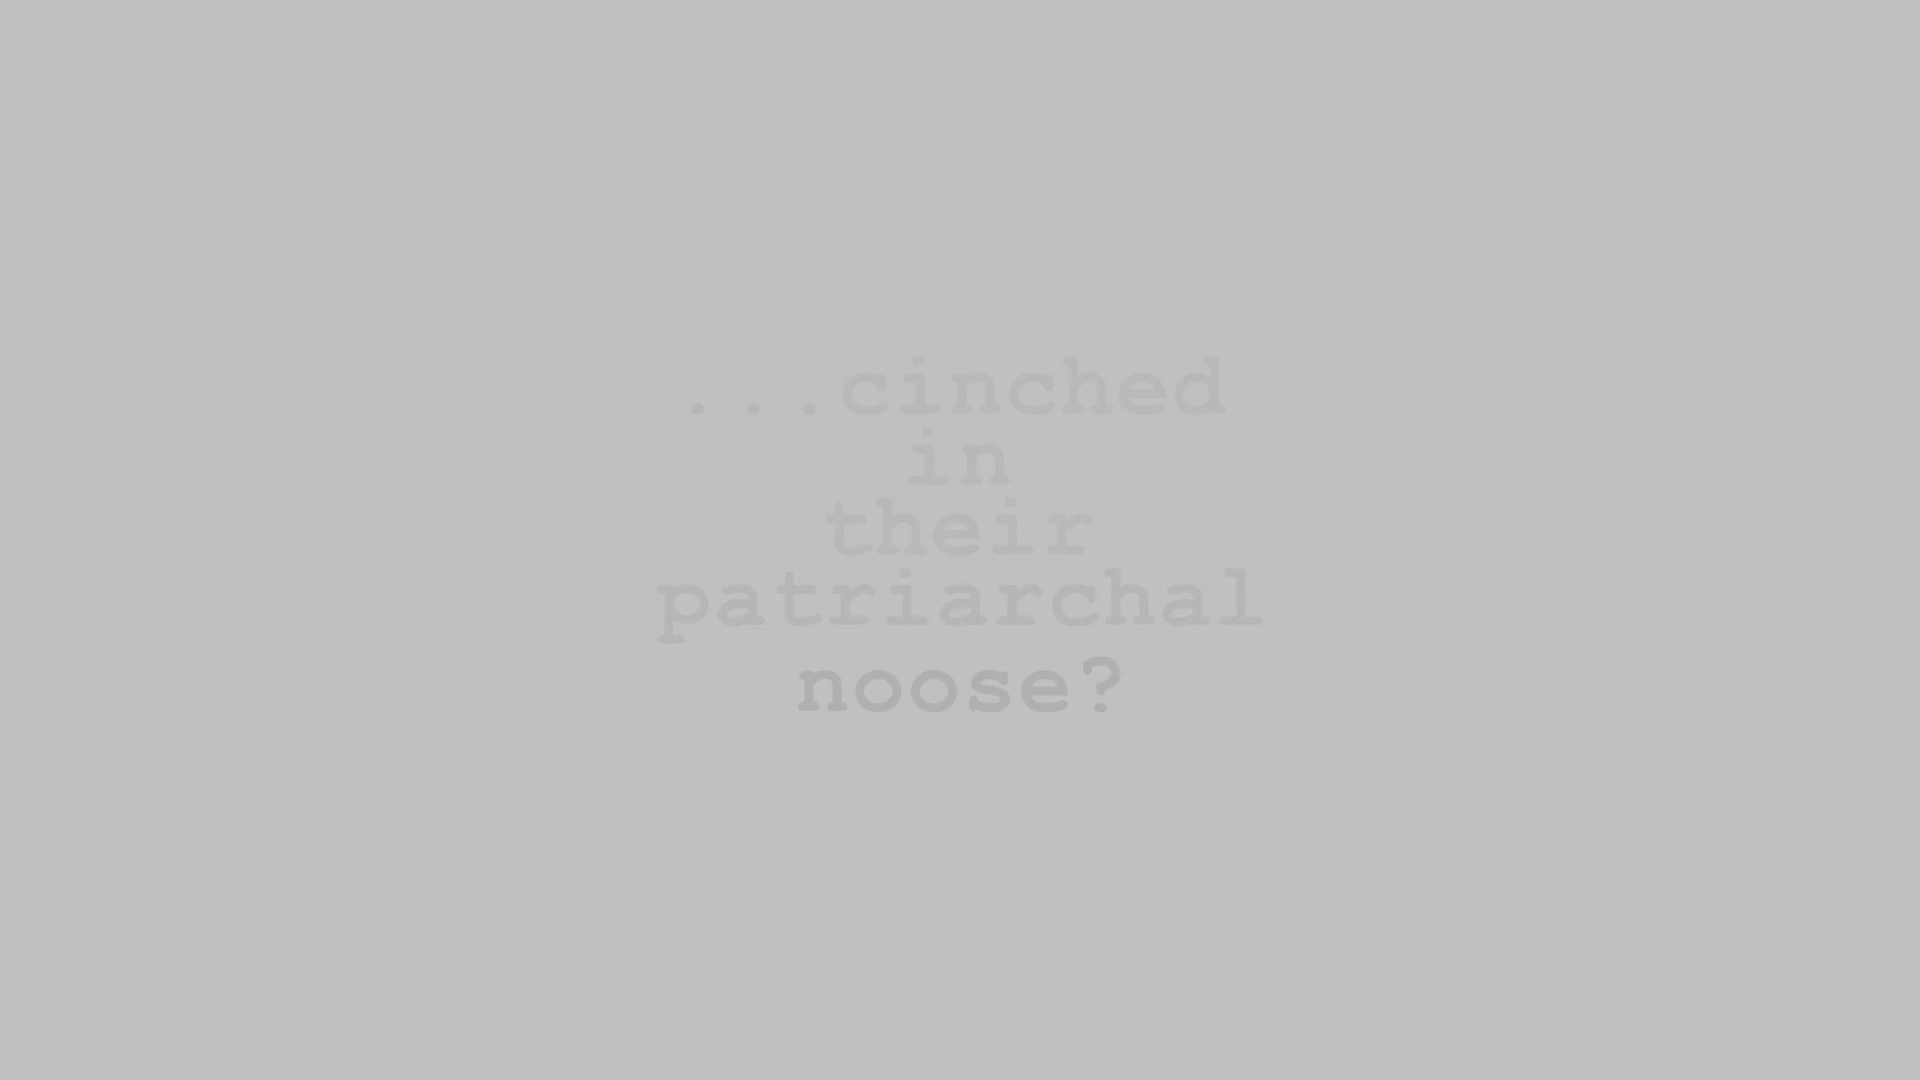 ...cinched
in
their
patriarchal
noose?